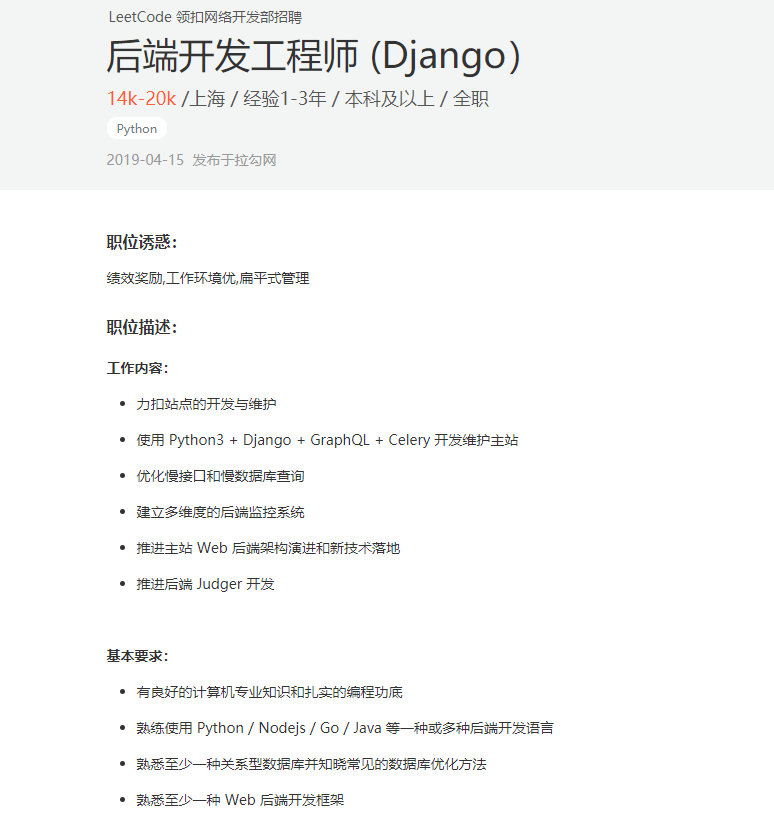 LeetCode 领扣网络开发部招聘
后端开发工程师 (Django）
14k-20k /上海 / 经验1-3年 / 本科及以上 / 全职
Python
2019-04-15 发布于拉勾网
职位诱惑：
绩效奖励,工作环境优,扁平式管理
职位描述：
工作内容：
• 力扣站点的开发与维护
• 使用 Python3 + Django + GraphQL + Celery 开发维护主站
• 优化慢接口和慢数据库查询
• 建立多维度的后端监控系统
• 推进主站 Web 后端架构演进和新技术落地
• 推进后端 Judger 开发
基本要求：
• 有良好的计算机专业知识和扎实的编程功底
• 熟练使用 Python / Nodejs / Go / Java 等一种或多种后端开发语言
• 熟悉至少一种关系型数据库并知晓常见的数据库优化方法
• 熟悉至少一种 Web 后端开发框架